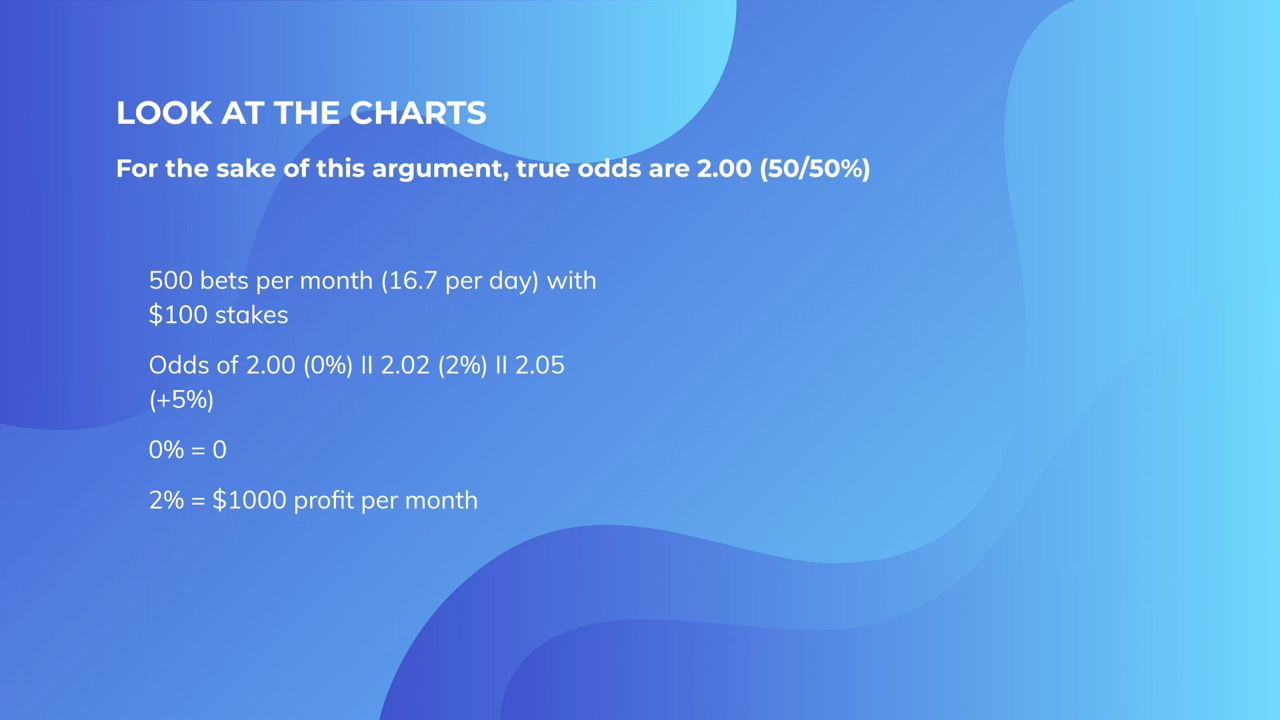 LOOK AT THE CHARTS
For the sake of this argument, true odds are 2.00 (50/50%)
500 bets per month (16.7 per day) with
$100 stakes
Odds of 2.00 (0%) ll 2.02 (2%) ll 2.05
(+5%)
0% = 0
2% = $1000 profit per month